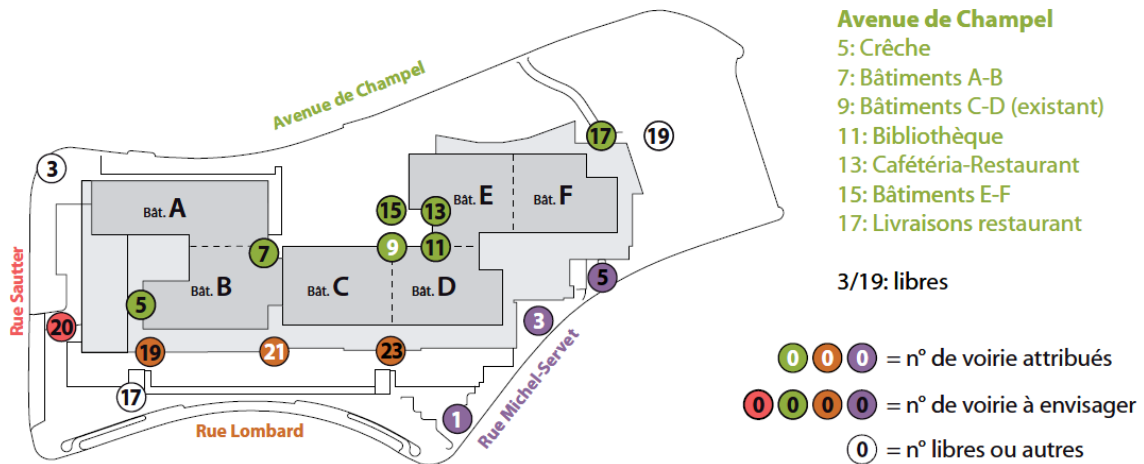 Avenue de Champel
3
Bât. A
7
Bât. B
5
20
Rue Sautter
19
17
21
Rue Lombard
23
Bât. C
9
Bât. D
11
13
15
Bât. E
Bât. F
17
19
5
3
1
Rue Michel-Servet
Avenue de Champel
5: Crêche
7: Bâtiments A-B
9: Bâtiments C-D (existant)
11: Bibliothèque
13: Cafétéria-Restaurant
15: Bâtiments E-F
17: Livraisons restaurant
3/19: libres
0 0 0 = n° de voirie attribués
0 0 0 0 = n° de voirie à envisager
0 = n° libres ou autres